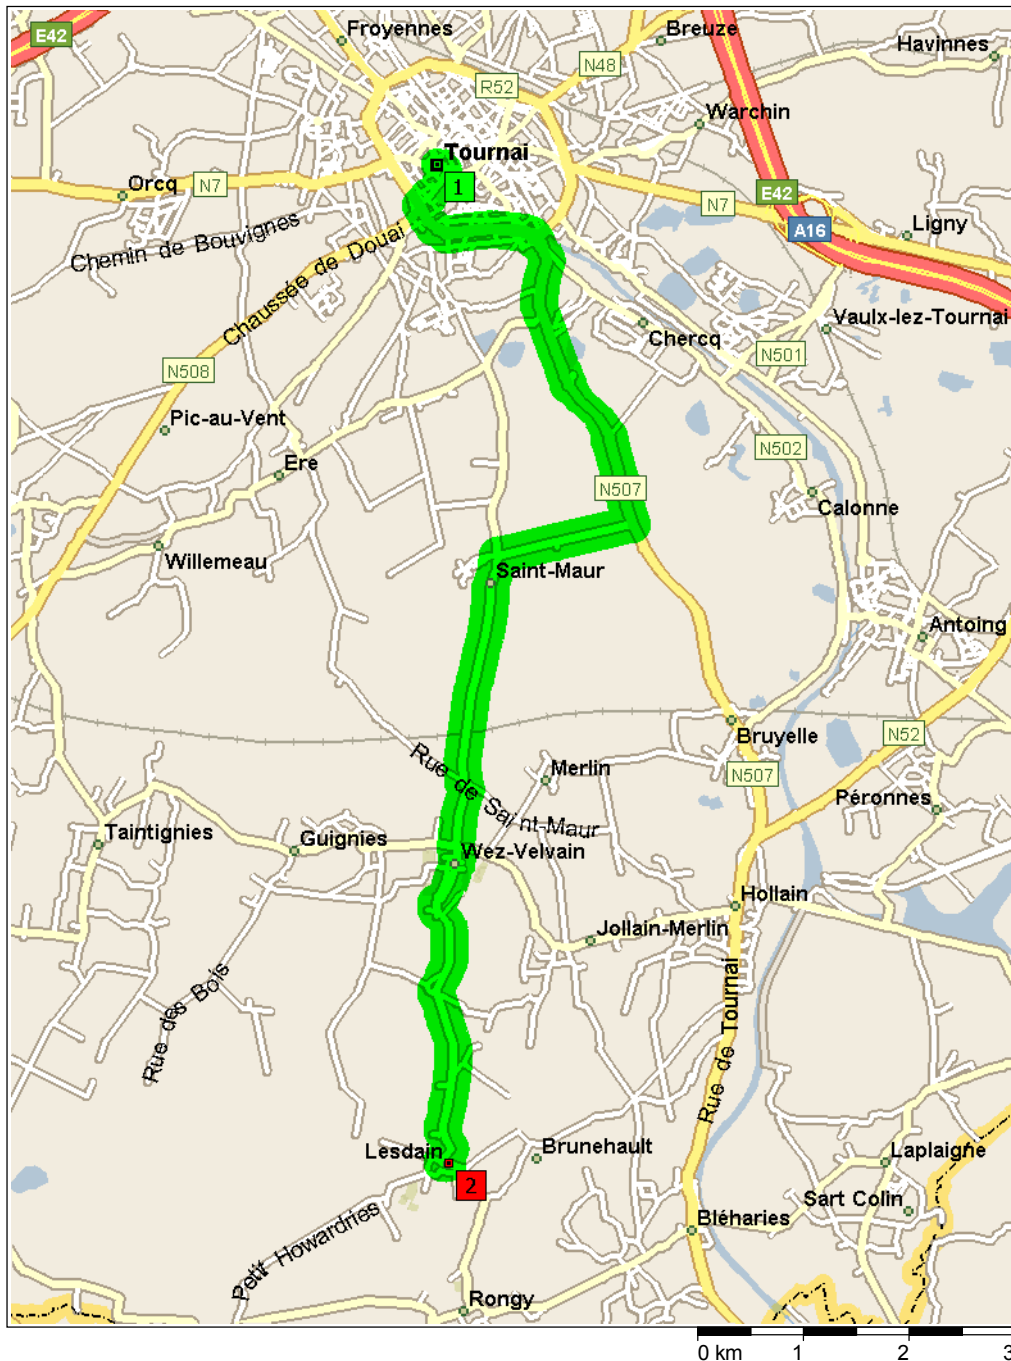 E42
Froyennes
Breuze
Havinnes
N48
R52
Warchin
Tournai
1
Orcq
N7
E42
N7
A16
Ligny
Chemin de Bouvignes
Chaussée de Douai
Vaulx-lez-Tournai
Chercq
N501
N508
Pic-au-Vent
N502
Ere
N507
Calonne
Willemeau
Saint-Maur
Antoing
Bruyelle
N52
Rue de Saint-Maur
Merlin
N507
Péronnes
Taintignies
Guignies
Wez-Velvain
Hollain
Jollain-Merlin
Rue des Bois
Rue de Tournai
Lesdain
Brunehault
Laplaigne
2
Sart Colin
Bléharies
Petit Howardries
Rongy
0 km 1 2 3